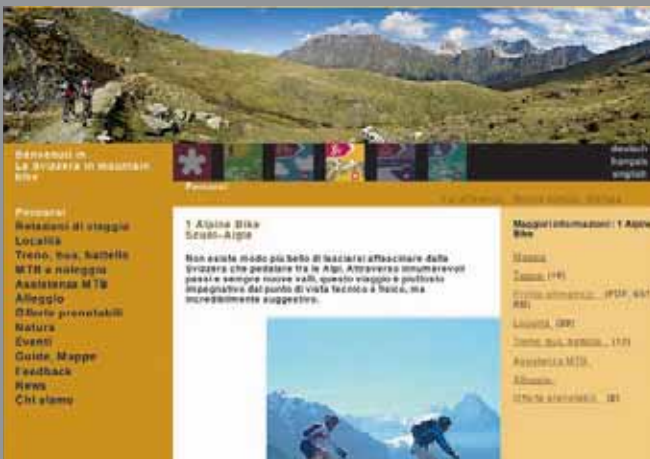 Benvenuti in
La Svizzera in mountain
bike
deutsch
français
english
Percorsi
Percorsi
Relazioni di viaggio
Località
Treno, bus, battello
MTB a noleggio
Assistenza MTB
Alloggio
Offerte prenotabili
Natura
Eventi
Guide, Mappe
Feedback
News
Chi siamo
1 Alpine Bike
Scuol–Aigle
Non esiste modo più bello di lasciarsi affascinare dalla
Svizzera che pedalare tra le Alpi. Attraverso innumerevoli
passi e sempre nuove valli, questo viaggio è piuttosto
impegnativo dal punto di vista tecnico e fisico, ma
incredibilmente suggestivo.
Maggiori informazioni: 1 Alpine
Bike
Mappa
Tappe
(PDF,
Località
Treno, bus, battello
Assistenza MTB
Alloggio
Offerte prenotabili